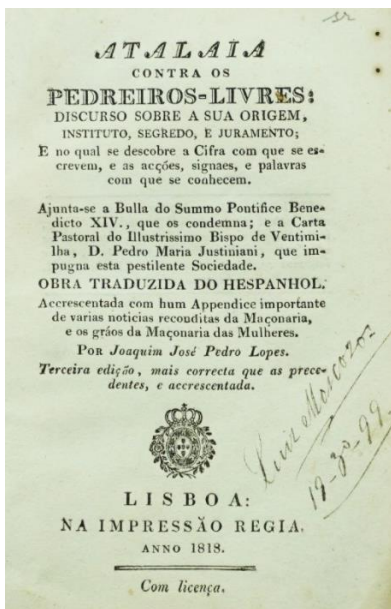 ATALAIA
CONTRA OS
PEDREIROS-LIVRES:
DISCURSO SOBRE A SUA ORIGEM,
INSTITUTO, SEGREDO, E JURAMENTO;
E no qual se descobre a Cifra com que se es-
crevem, e as acções, signaes, e palavras
com que se conhecem.
Ajunta-se a Bulla do Summo Pontifice Bene-
dicto XIV., que os condemna; e a Carta
Pastoral do Illustrissimo Bispo de Ventimi-
lha, D. Pedro Maria Justiniani, que im-
pugna esta pestilente Sociedade.
OBRA TRADUZIDA DO HESPANHOL.
Accrescentada com hum Appendice importante
de varias noticias reconditas da Maçonaria,
e os gráos da Maçonaria das Mulheres.
POR Joaquim José Pedro Lopes.
Terceira edição, mais correcta que as prece-
dentes, e accrescentada.
Luiz Moscozo
LISBOA:
NA IMPRESSÃO REGIA.
ANNO 1818.
Com licença.